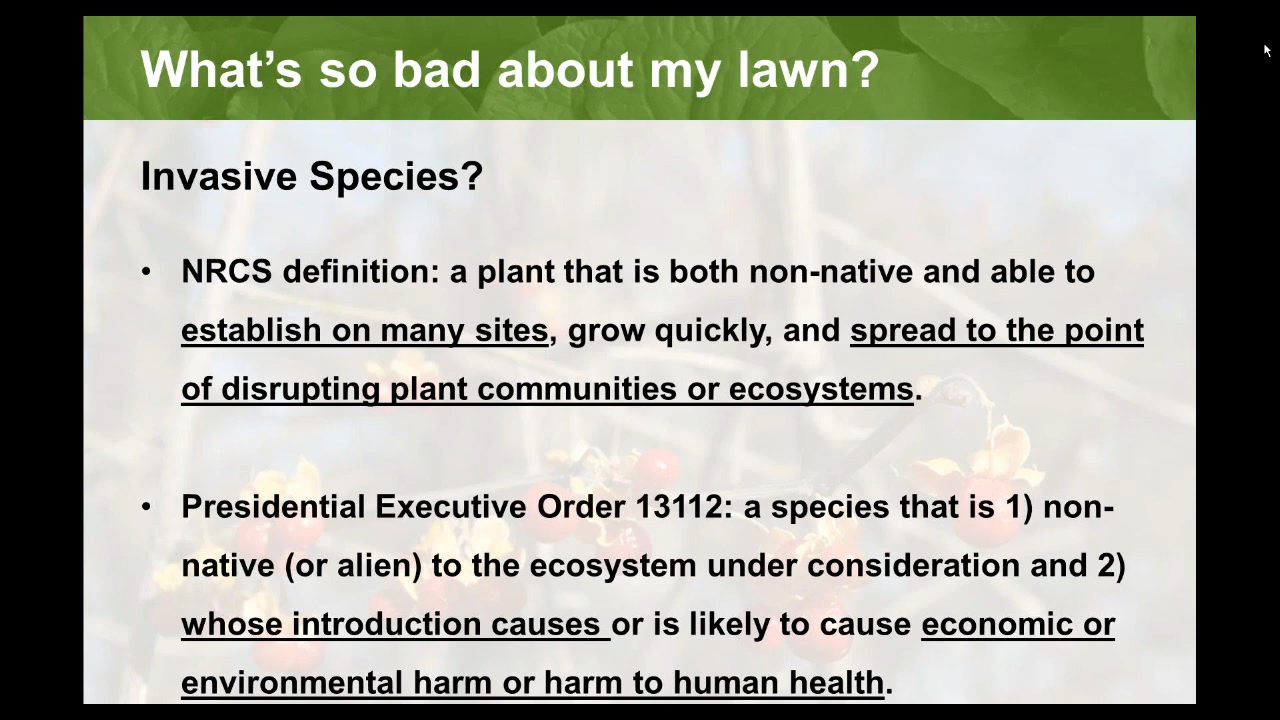 What’s so bad about my lawn?
Invasive Species?
• NRCS definition: a plant that is both non-native and able to
establish on many sites, grow quickly, and spread to the point
of disrupting plant communities or ecosystems.
• Presidential Executive Order 13112: a species that is 1) non-
native (or alien) to the ecosystem under consideration and 2)
whose introduction causes or is likely to cause economic or
environmental harm or harm to human health.